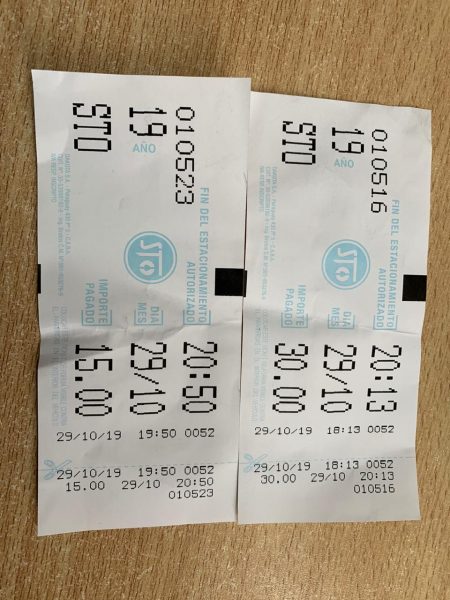 010523
19
AÑO
STO
FIN DEL ESTACIONAMIENTO
AUTORIZADO
STO
DIA
MES
IMPORTE
PAGADO
20:50
29/10
15.00
29/10/19 19:50 0052
29/10/19 19:50 0052
15.00 29/10 20:50
010523
010516
19
AÑO
STO
FIN DEL ESTACIONAMIENTO
AUTORIZADO
STO
DIA
MES
IMPORTE
PAGADO
20:13
29/10
30.00
29/10/19 18:13 0052
29/10/19 18:13 0052
30.00 29/10 20:13
010516